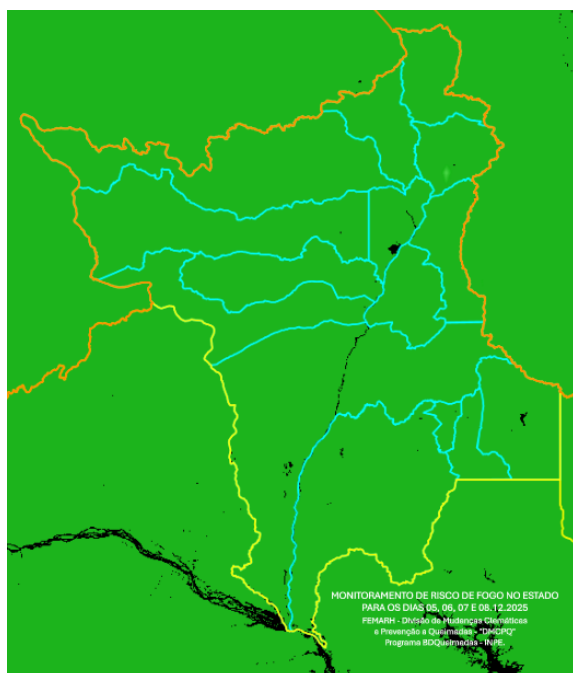 MONITORAMENTO DE RISCO DE FOGO NO ESTADO
PARA OS DIAS 05, 06, 07 E 08.12.2025
FEMARH - Divisão de Mudanças Climáticas
e Prevenção a Queimadas - "DMCPQ"
Programa BDQueimadas - INPE.